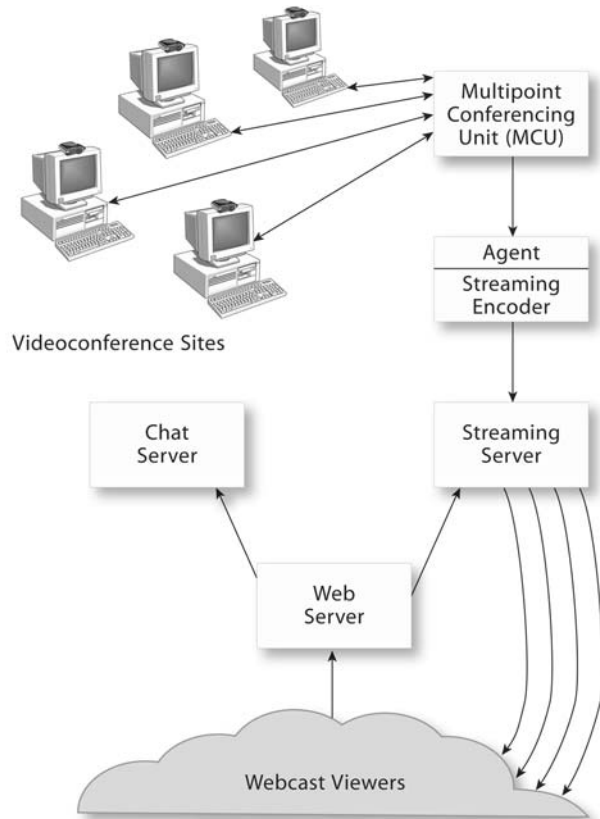 Multipoint
Conferencing
Unit (MCU)
Agent
Streaming
Encoder
Videoconference Sites
Chat
Server
Streaming
Server
Web
Server
Webcast Viewers